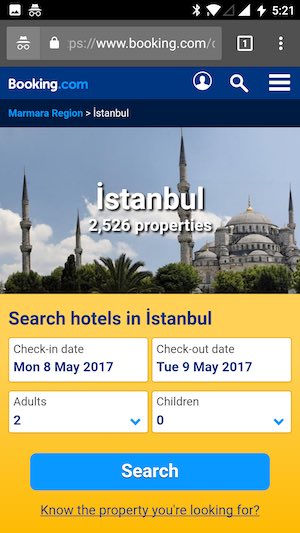 5:21
ps://www.booking.com/c
1
Booking.com
Marmara Region > İstanbul
İstanbul
2,526 properties
Search hotels in İstanbul
Check-in date
Mon 8 May 2017
Check-out date
Tue 9 May 2017
Adults
2
Children
0
Search
Know the property you're looking for?